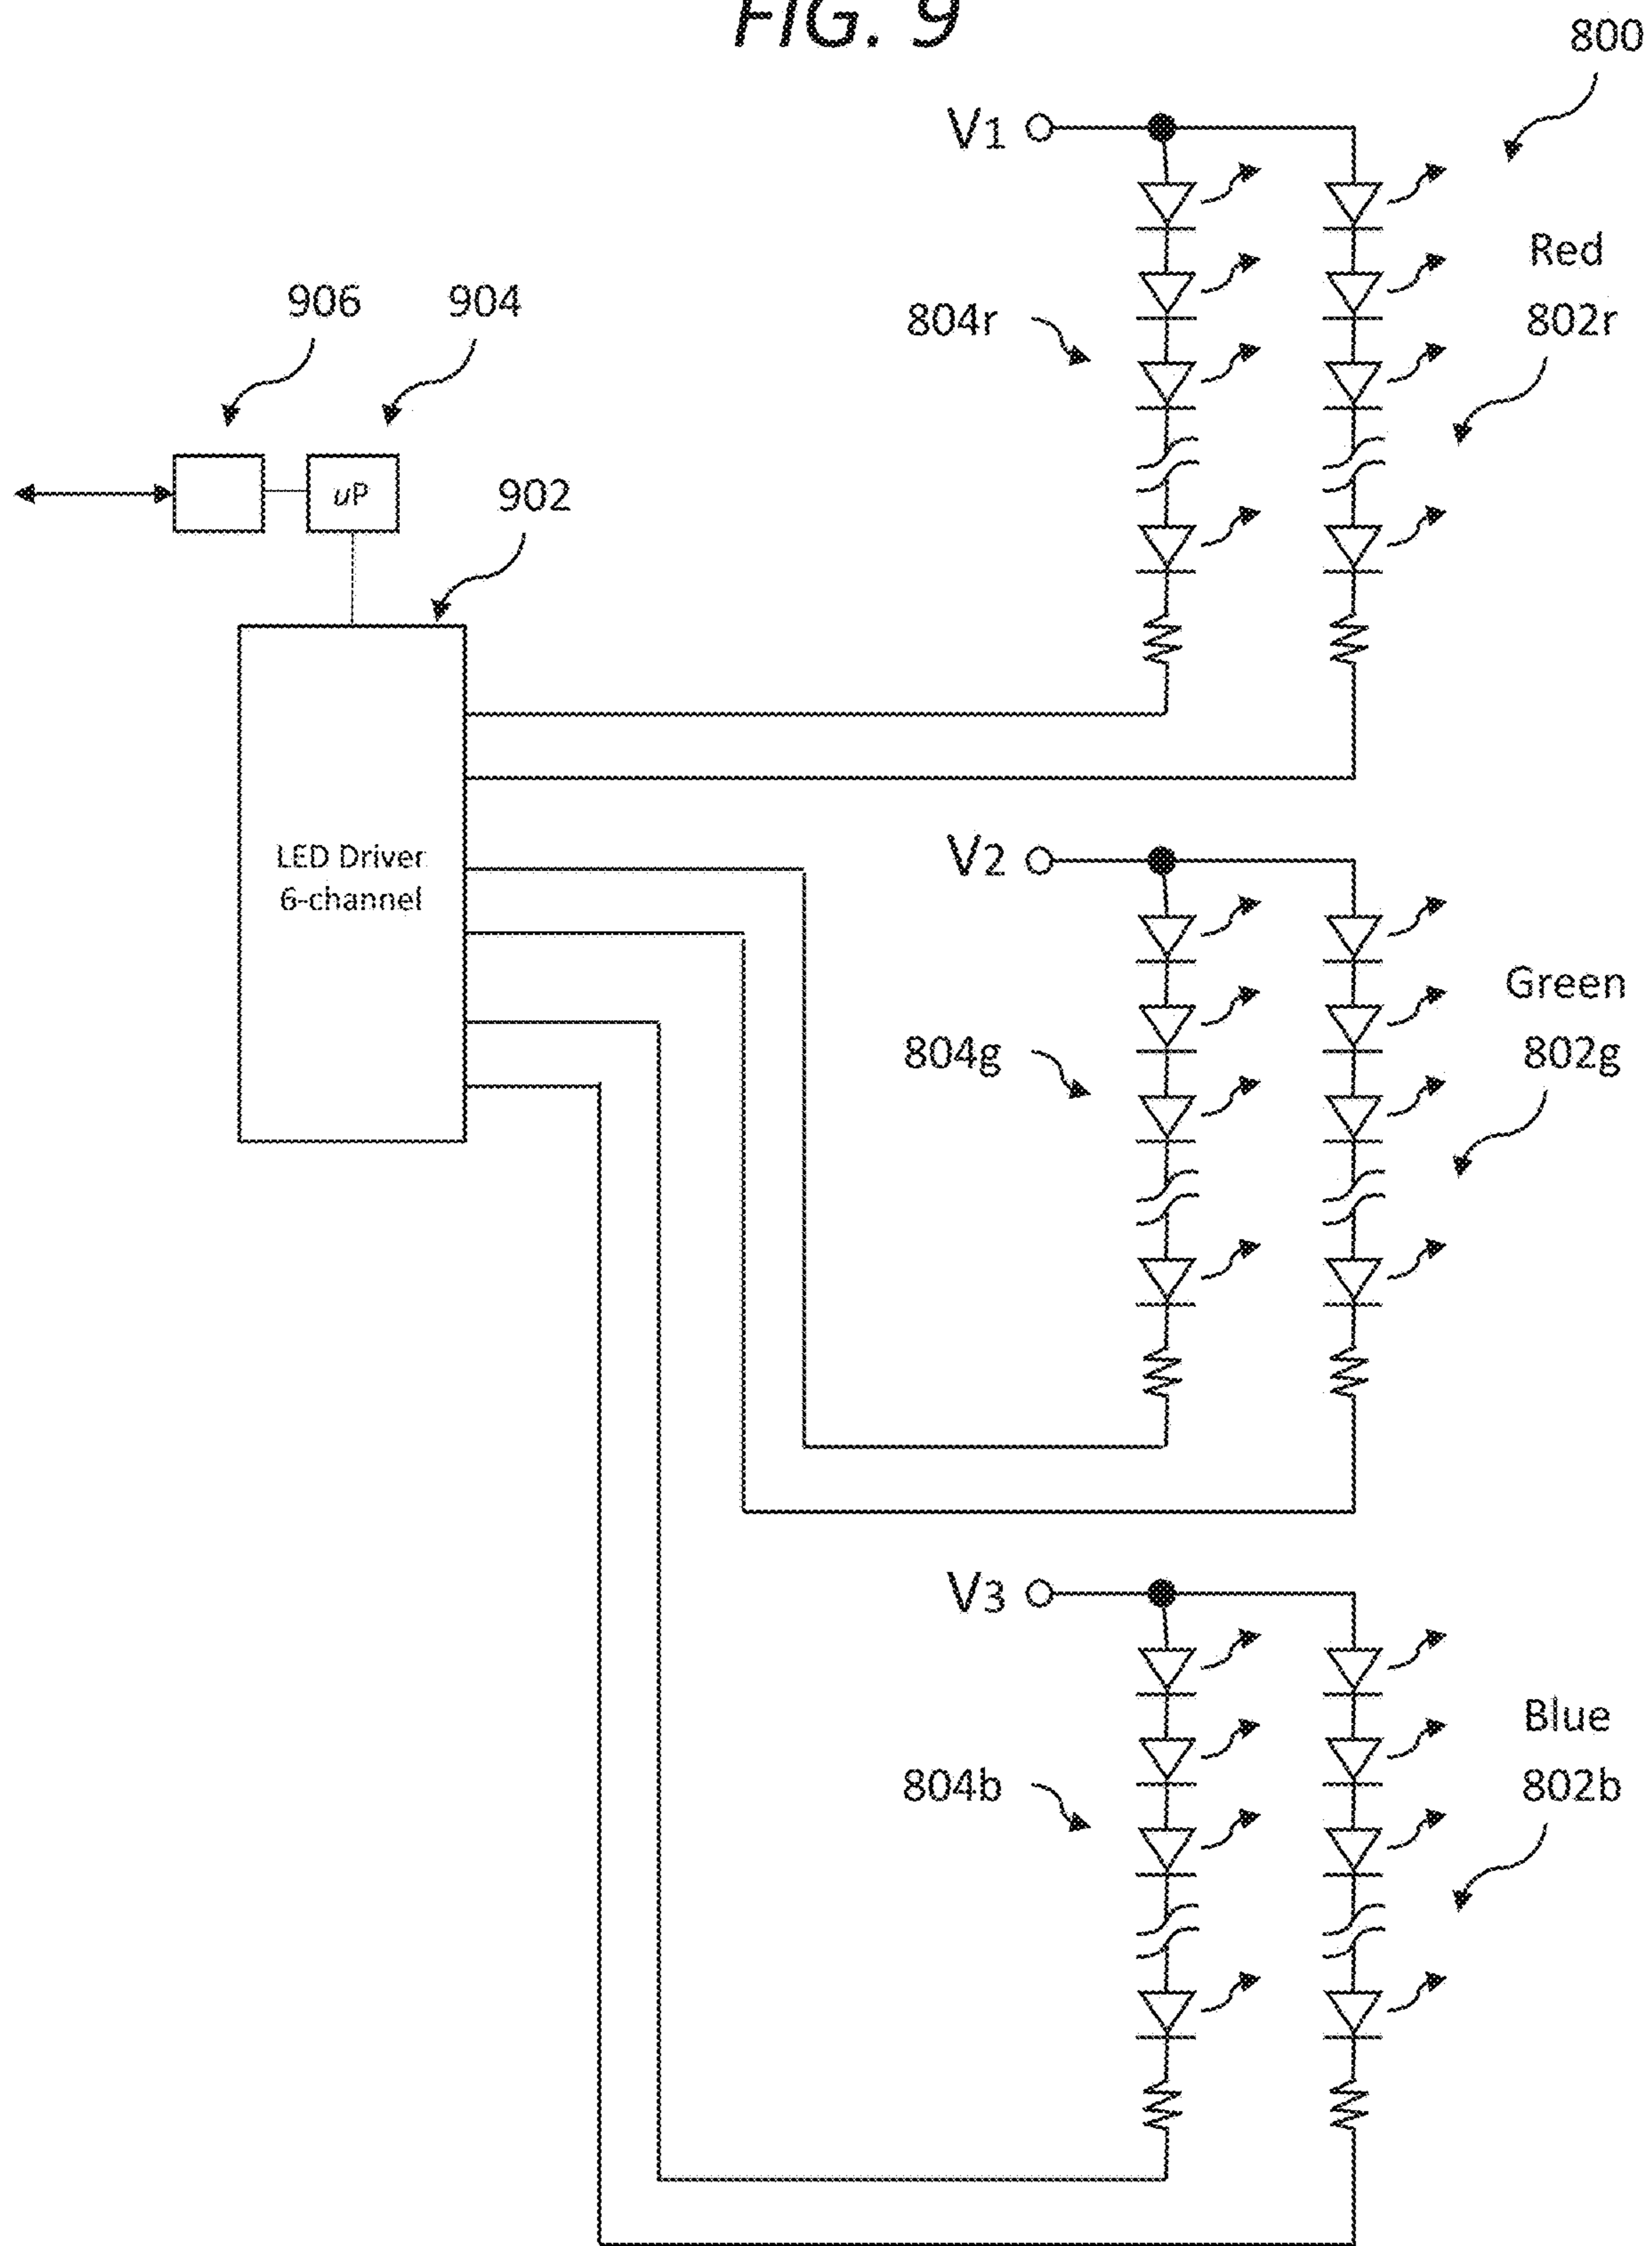 FIG. 9
800
V1
Red
802r
804r
906
904
uP
902
LED Driver
6-channel
V2
Green
802g
804g
V3
Blue
802b
804b